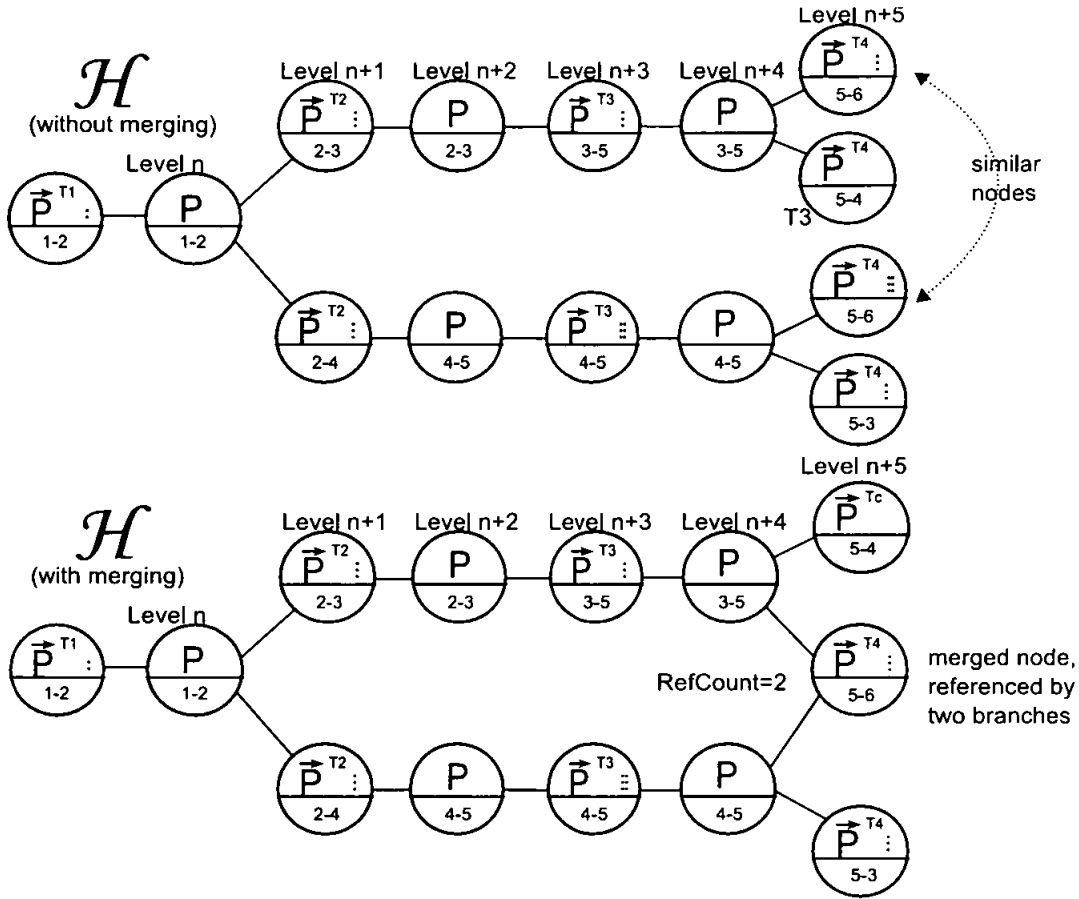 Level n+5
P T4
5-6
H
(without merging)
Level n+1
Level n+2
Level n+3
Level n+4
P T2
2-3
P
2-3
P T3
3-5
P
3-5
P T4
5-4
T3
similar
nodes
Level n
P T1
1-2
P
1-2
P T4
5-6
P T2
2-4
P
4-5
P T3
4-5
P
4-5
P T4
5-3
Level n+5
P Tc
5-4
H
(with merging)
Level n+1
Level n+2
Level n+3
Level n+4
P T2
2-3
P
2-3
P T3
3-5
P
3-5
Level n
P T1
1-2
P
1-2
RefCount=2
P T4
5-6
merged node,
referenced by
two branches
P T2
2-4
P
4-5
P T3
4-5
P
4-5
P T4
5-3